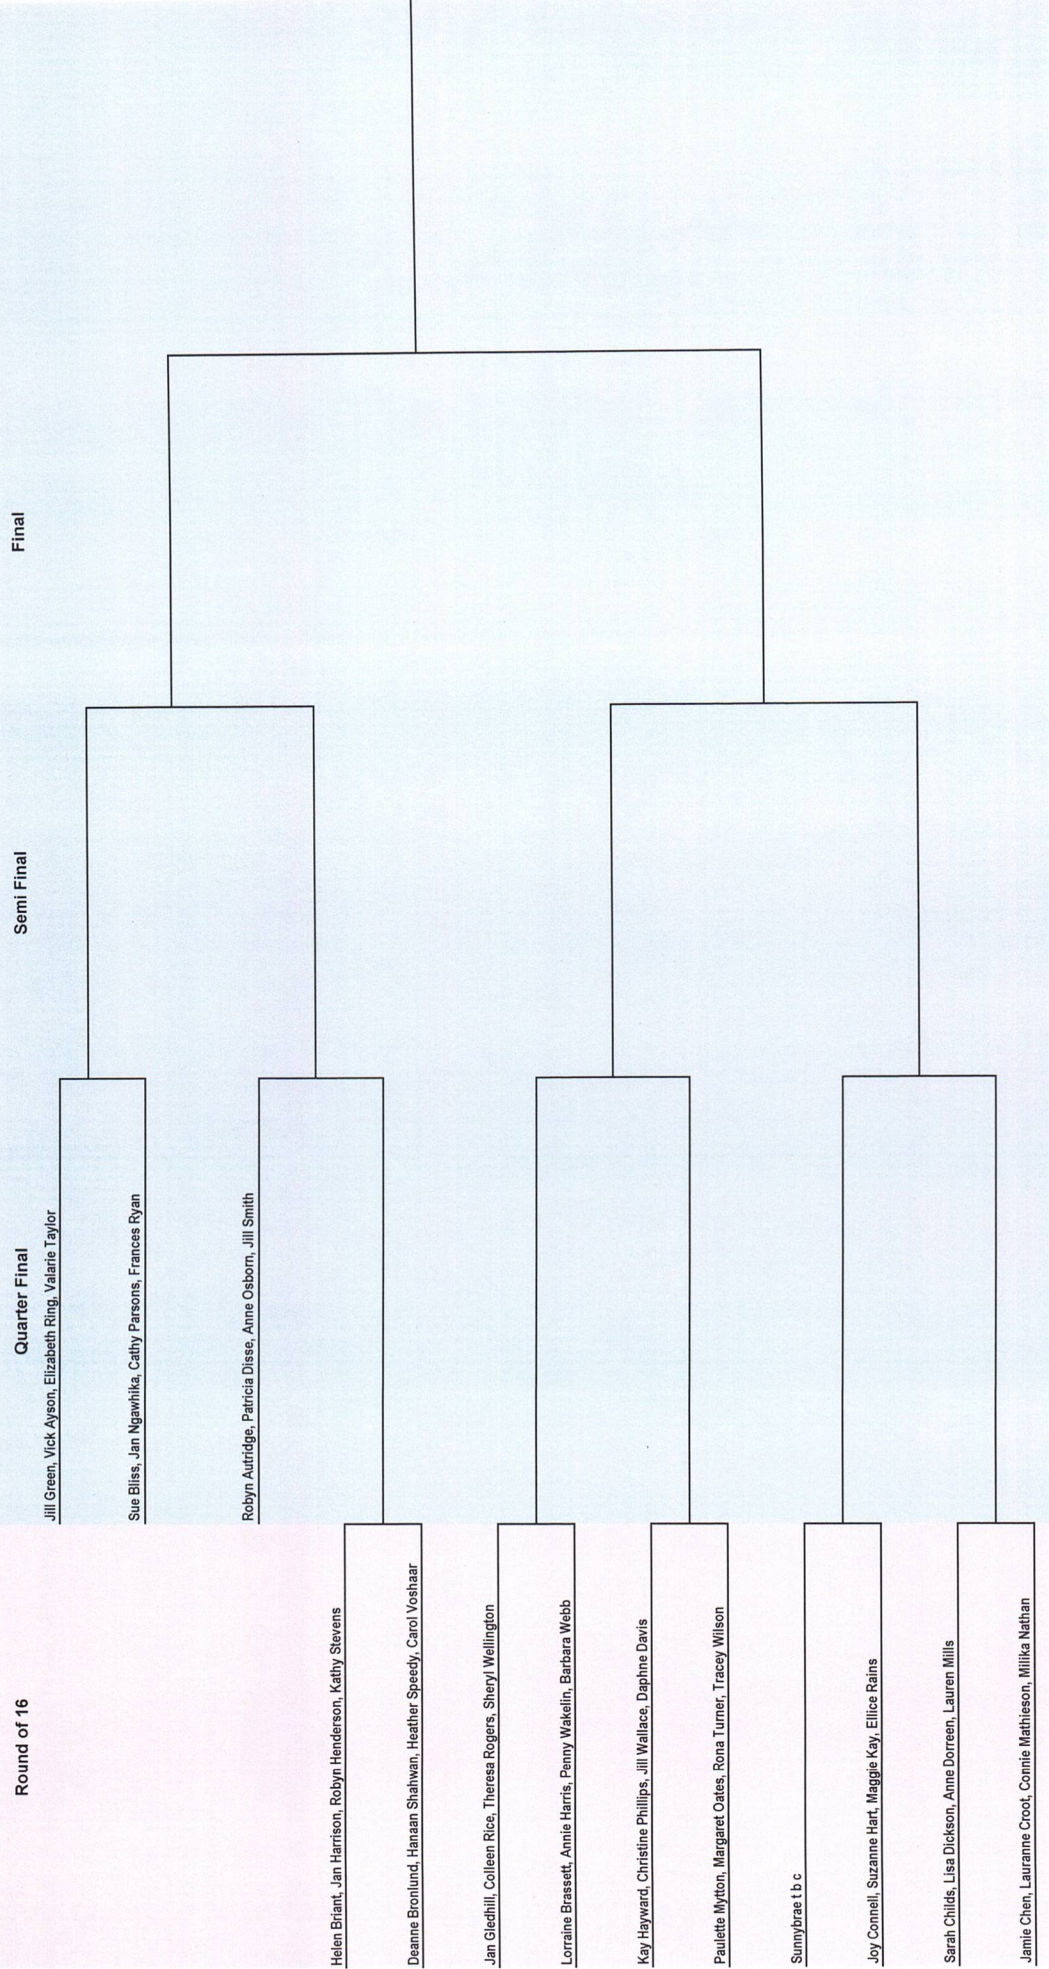 Round of 16
Quarter Final
Semi Final
Final
Jill Green, Vick Ayson, Elizabeth Ring, Valarie Taylor
Sue Bliss, Jan Ngawhika, Cathy Parsons, Frances Ryan
Robyn Autridge, Patricia Disse, Anne Osborn, Jill Smith
Helen Briant, Jan Harrison, Robyn Henderson, Kathy Stevens
Deanne Bronlund, Hanaan Shahwan, Heather Speedy, Carol Voshaar
Jan Gledhill, Colleen Rice, Theresa Rogers, Sheryl Wellington
Lorraine Brassett, Annie Harris, Penny Wakelin, Barbara Webb
Kay Hayward, Christine Phillips, Jill Wallace, Daphne Davis
Paulette Mytton, Margaret Oates, Rona Turner, Tracey Wilson
Sunnybrae t b c
Joy Connell, Suzanne Hart, Maggie Kay, Ellice Rains
Sarah Childs, Lisa Dickson, Anne Dorreen, Lauren Mills
Jamie Chen, Lauranne Croot, Connie Mathieson, Milika Nathan